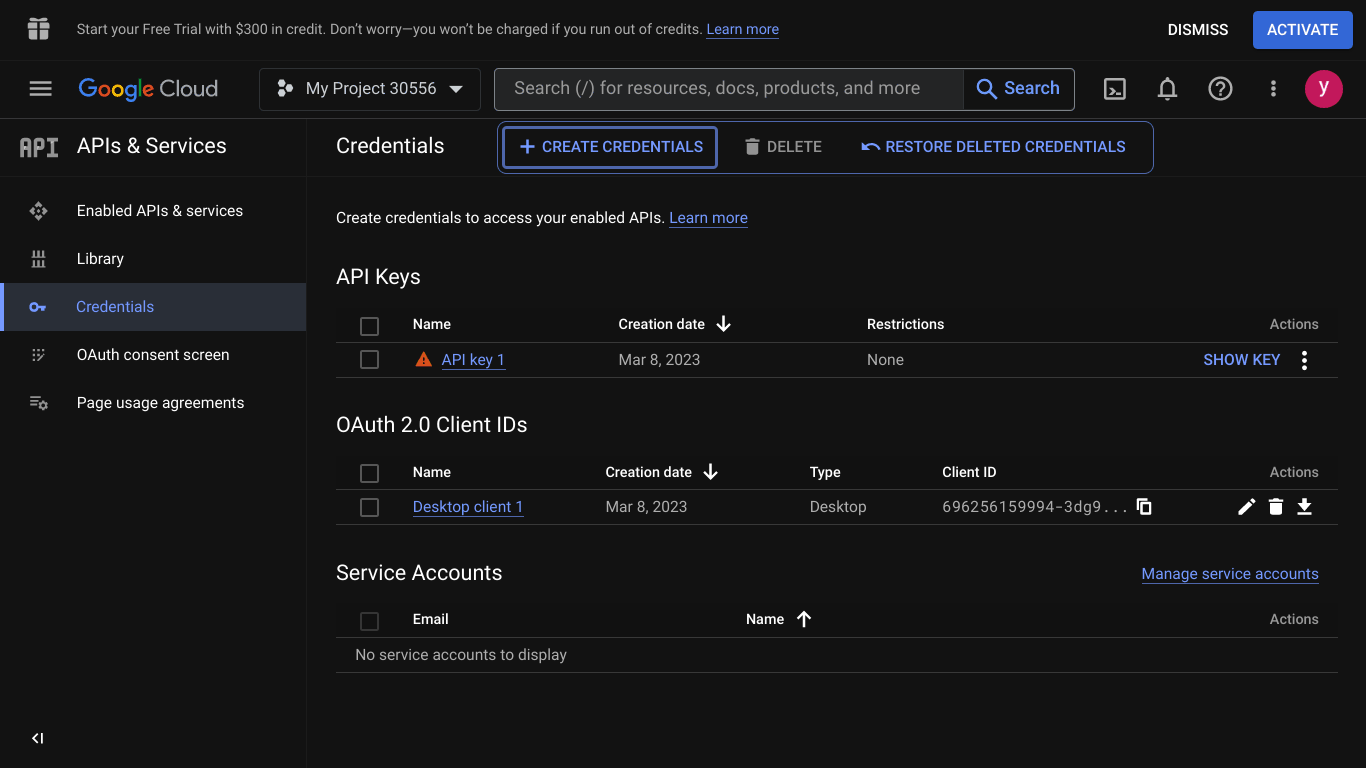 Start your Free Trial with $300 in credit. Don’t worry—you won’t be charged if you run out of credits. Learn more
DISMISS
ACTIVATE
Google Cloud
My Project 30556
Search (/) for resources, docs, products, and more
Search
y
API
APIs & Services
Credentials
CREATE CREDENTIALS
DELETE
RESTORE DELETED CREDENTIALS
Enabled APIs & services
Library
Credentials
OAuth consent screen
Page usage agreements
Create credentials to access your enabled APIs. Learn more
API Keys
Name Creation date Restrictions Actions
API key 1 Mar 8, 2023 None SHOW KEY
OAuth 2.0 Client IDs
Name Creation date Type Client ID Actions
Desktop client 1 Mar 8, 2023 Desktop 696256159994-3dg9...
Service Accounts
Manage service accounts
Email Name Actions
No service accounts to display